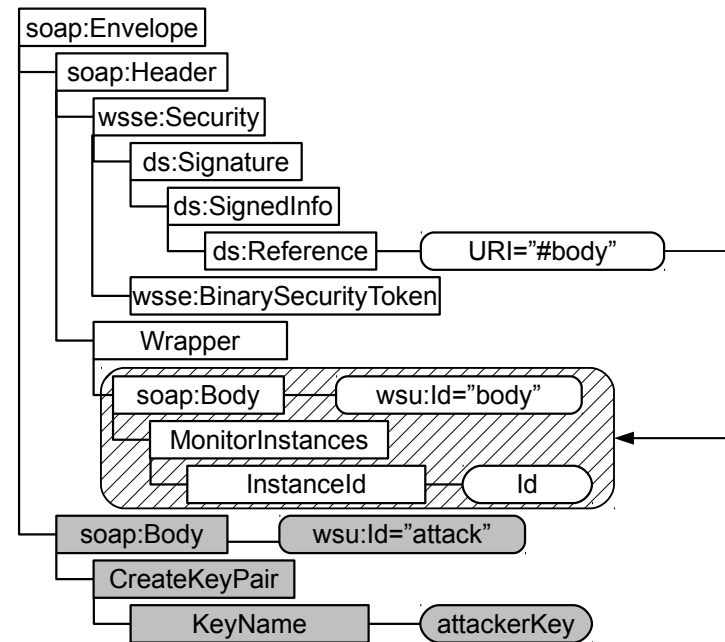 soap:Envelope
soap:Header
wsse:Security
ds:Signature
ds:SignedInfo
ds:Reference URI=”#body”
wsse:BinarySecurityToken
Wrapper
soap:Body wsu:Id=”body”
MonitorInstances
InstanceId Id
soap:Body wsu:Id=”attack”
CreateKeyPair
KeyName attackerKey